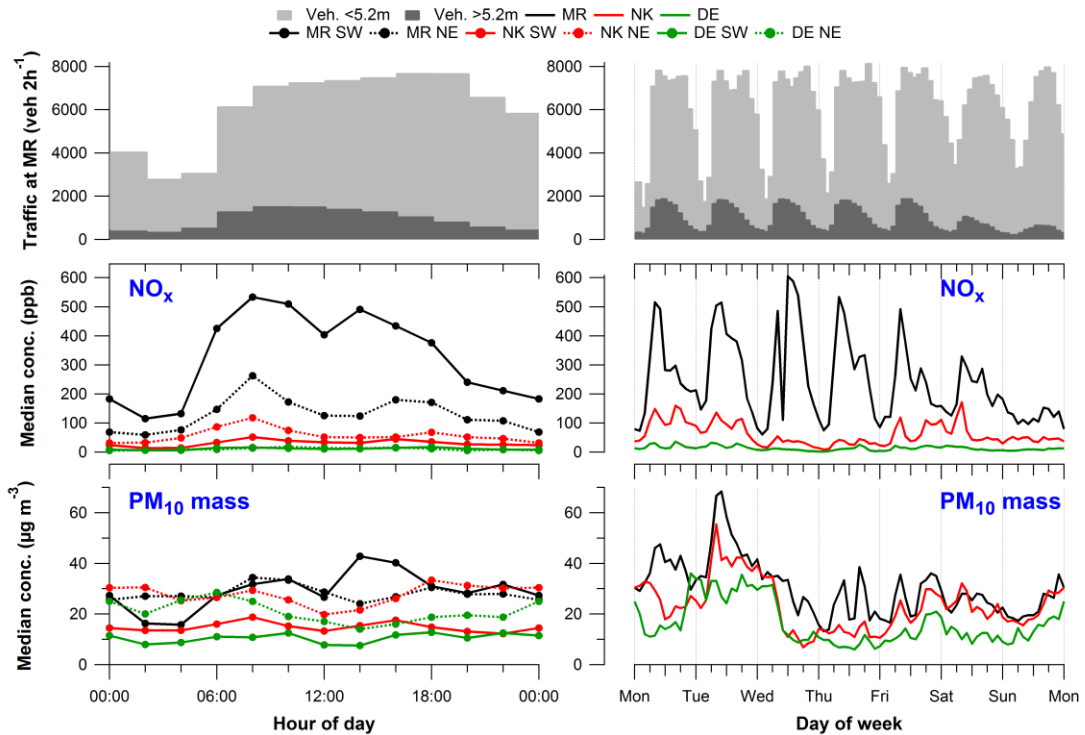 Veh. <5.2m Veh. >5.2m MR NK DE
MR SW MR NE NK SW NK NE DE SW DE NE
8000 8000
6000 6000
4000 4000
2000 2000
0 0
Traffic at MR (veh 2h⁻¹)
600 600
500 500
400 400
300 300
200 200
100 100
0 0
Median conc. (ppb)
NOₓ NOₓ
60 60
40 40
20 20
0 0
Median conc. (µg m⁻³)
PM₁₀ mass PM₁₀ mass
00:00 06:00 12:00 18:00 00:00 Mon Tue Wed Thu Fri Sat Sun Mon
Hour of day Day of week